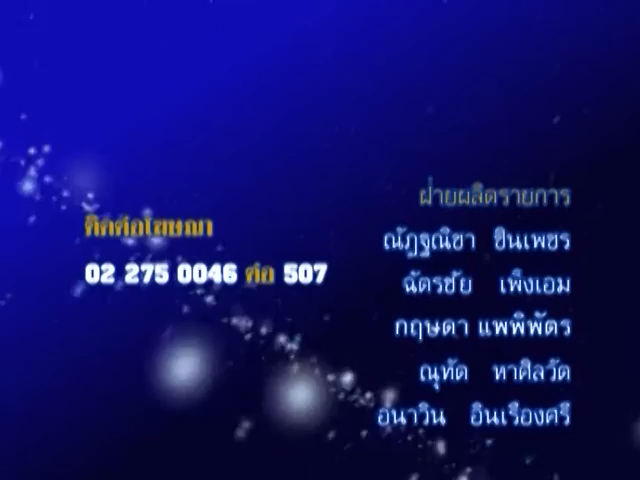 ติดต่อโฆษณา
02 275 0046 ต่อ 507
ฝ่ายผลิตรายการ
ณัฏฐณิชา ชินเพชร
ฉัตรชัย เพ็งเอม
กฤษดา แพพิพัตร
ณุทัต หาศิลวัต
อนาวิน อินเรืองศรี